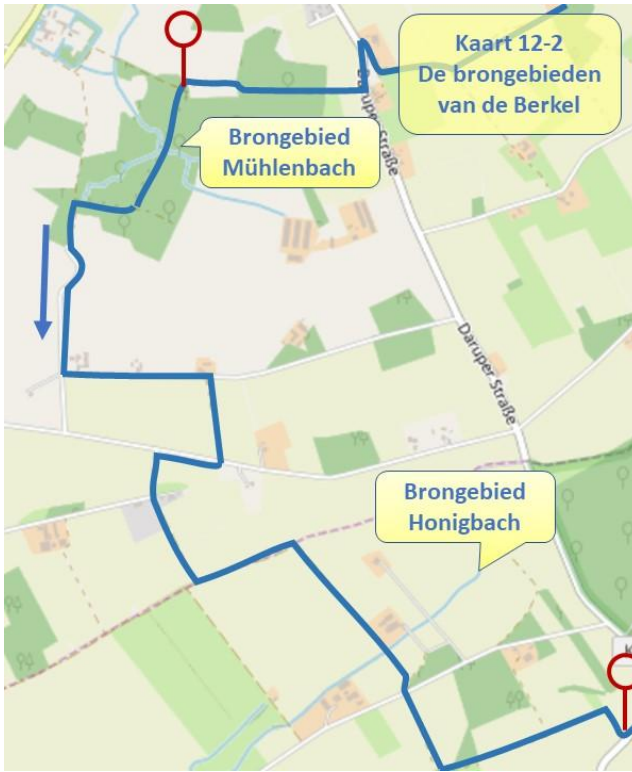 Kaart 12-2
De brongebieden
van de Berkel
Daruper Straße
Brongebied
Mühlenbach
Daruper Straße
Brongebied
Honigbach
K